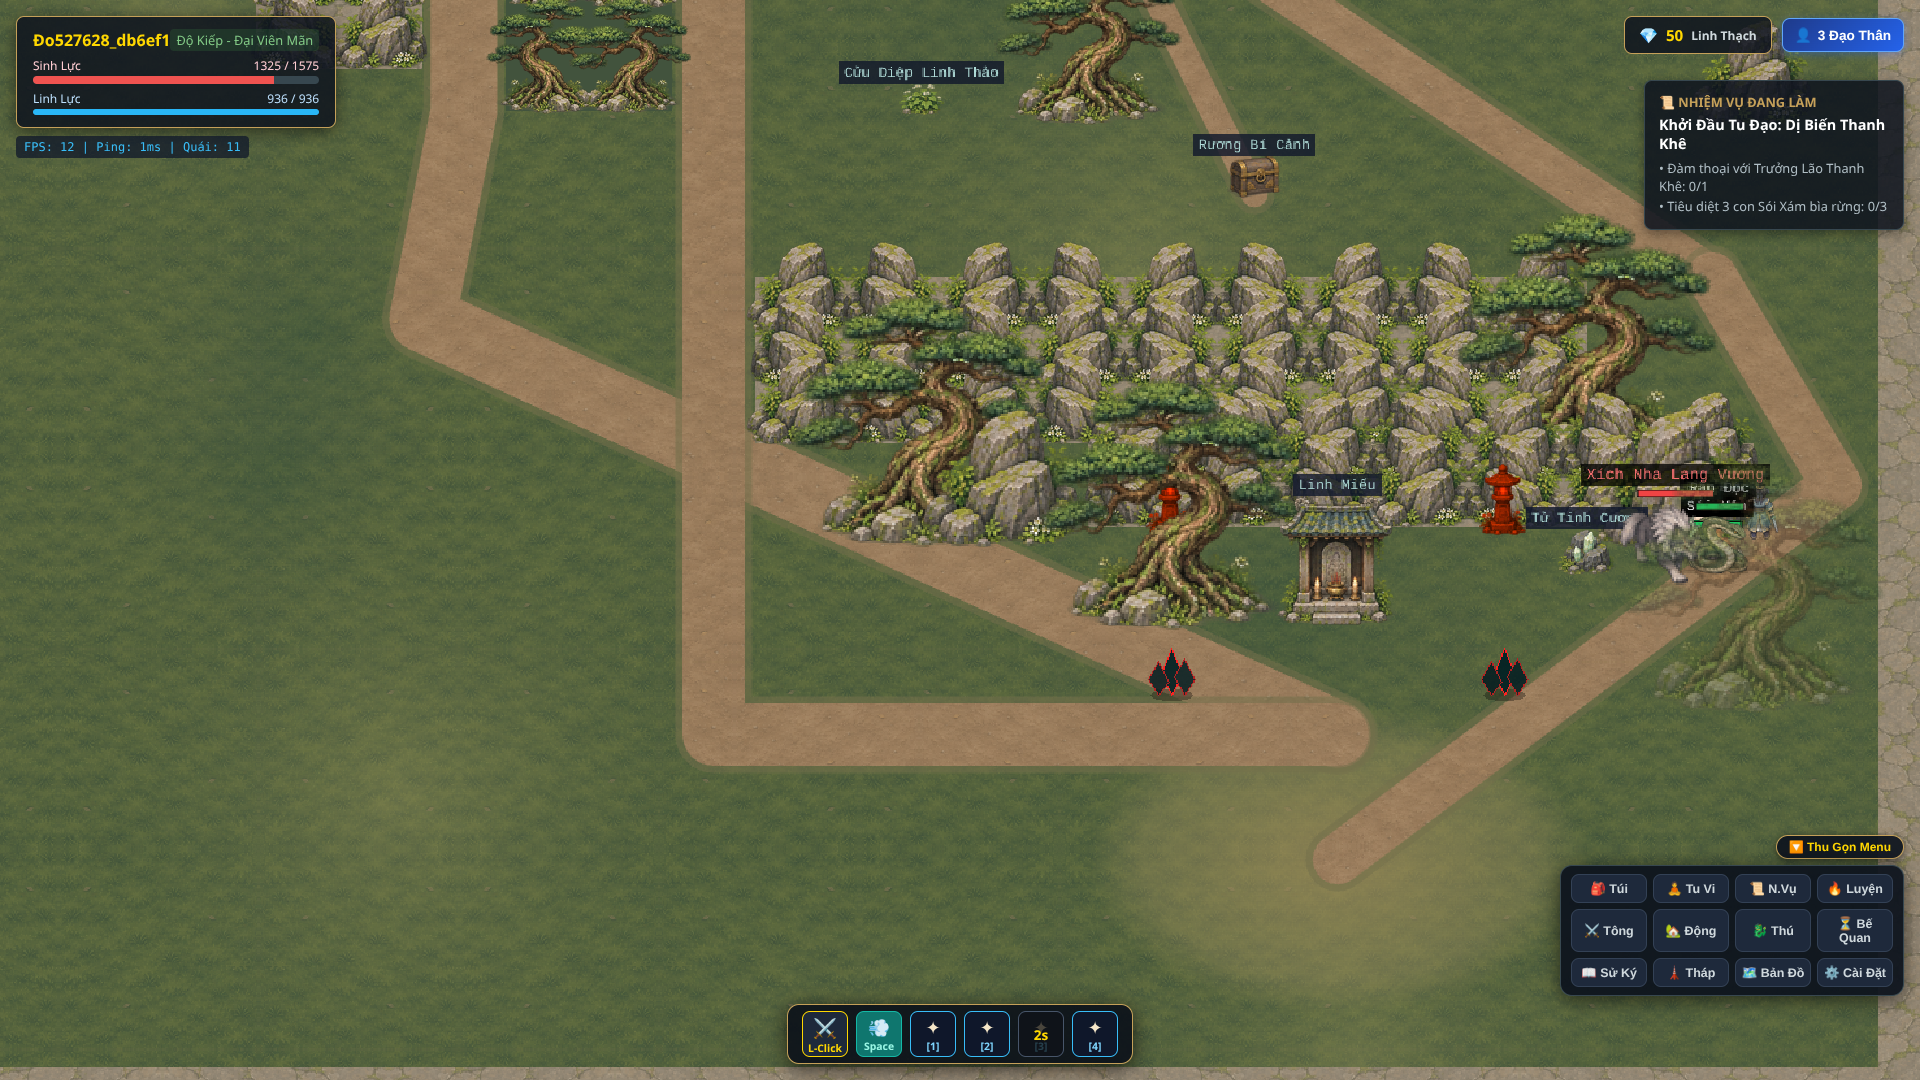 Đo527628_db6ef1 Độ Kiếp - Đại Viên Mãn
Sinh Lực 1325 / 1575
Linh Lực 936 / 936
FPS: 12 | Ping: 1ms | Quái: 11
50 Linh Thạch
3 Đạo Thân
NHIỆM VỤ ĐANG LÀM
Khởi Đầu Tu Đạo: Dị Biến Thanh
Khê
• Đàm thoại với Trưởng Lão Thanh
Khê: 0/1
• Tiêu diệt 3 con Sói Xám bìa rừng: 0/3
Cửu Diệp Linh Thảo
Rương Bí Cảnh
Linh Miếu
Xích Nha Lang Vương
Tử Tinh
Thu Gọn Menu
Túi
Tu Vi
N.Vụ
Luyện
Tông
Động
Thú
Bế
Quan
Sử Ký
Tháp
Bản Đồ
Cài Đặt
L-Click
Space
[1]
[2]
2s
[3]
[4]